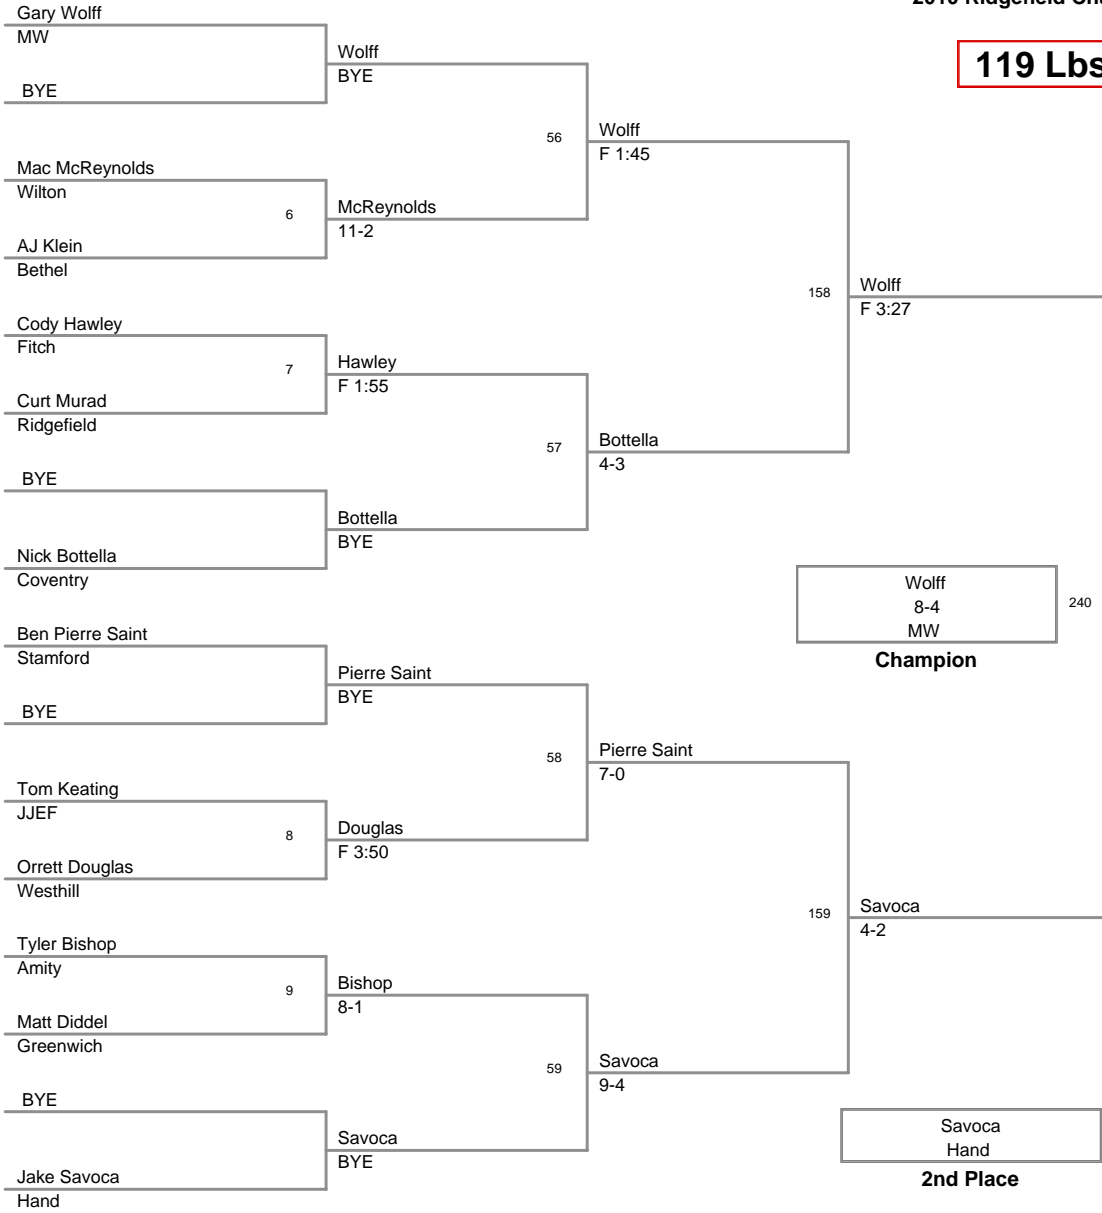 2010 Ridgefield Cha
119 Lbs
Gary Wolff
MW
BYE
Wolff
BYE
56
Wolff
F 1:45
Mac McReynolds
Wilton
6
McReynolds
11-2
AJ Klein
Bethel
158
Wolff
F 3:27
Cody Hawley
Fitch
7
Hawley
F 1:55
Curt Murad
Ridgefield
57
Bottella
4-3
BYE
Bottella
BYE
Nick Bottella
Coventry
Wolff
8-4
MW
240
Champion
Ben Pierre Saint
Stamford
Pierre Saint
BYE
BYE
58
Pierre Saint
7-0
Tom Keating
JJEF
8
Douglas
F 3:50
Orrett Douglas
Westhill
159
Savoca
4-2
Tyler Bishop
Amity
9
Bishop
8-1
Matt Diddel
Greenwich
59
Savoca
9-4
BYE
Savoca
BYE
Jake Savoca
Hand
Savoca
Hand
2nd Place